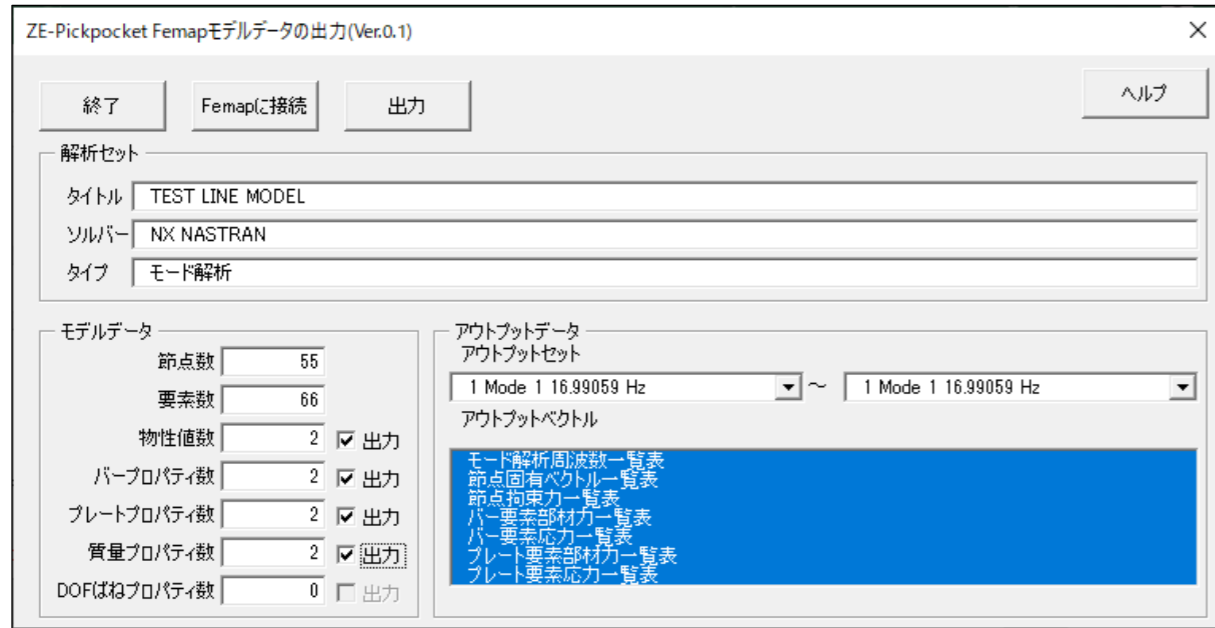 ZE-Pickpocket Femapモデルデータの出力(Ver.0.1)
終了 Femapに接続 出力 ヘルプ
解析セット
タイトル TEST LINE MODEL
ソルバー NX NASTRAN
タイプ モード解析
モデルデータ
節点数 55
要素数 66
物性値数 2 出力
バープロパティ数 2 出力
プレートプロパティ数 2 出力
質量プロパティ数 2 出力
DOFばねプロパティ数 0 出力
アウトプットデータ
アウトプットセット
1 Mode 1 16.99059 Hz ～ 1 Mode 1 16.99059 Hz
アウトプットベクトル
モード解析周波数一覧表
節点固有ベクトル一覧表
節点拘束力一覧表
バー要素部材力一覧表
バー要素応力一覧表
プレート要素部材力一覧表
プレート要素応力一覧表